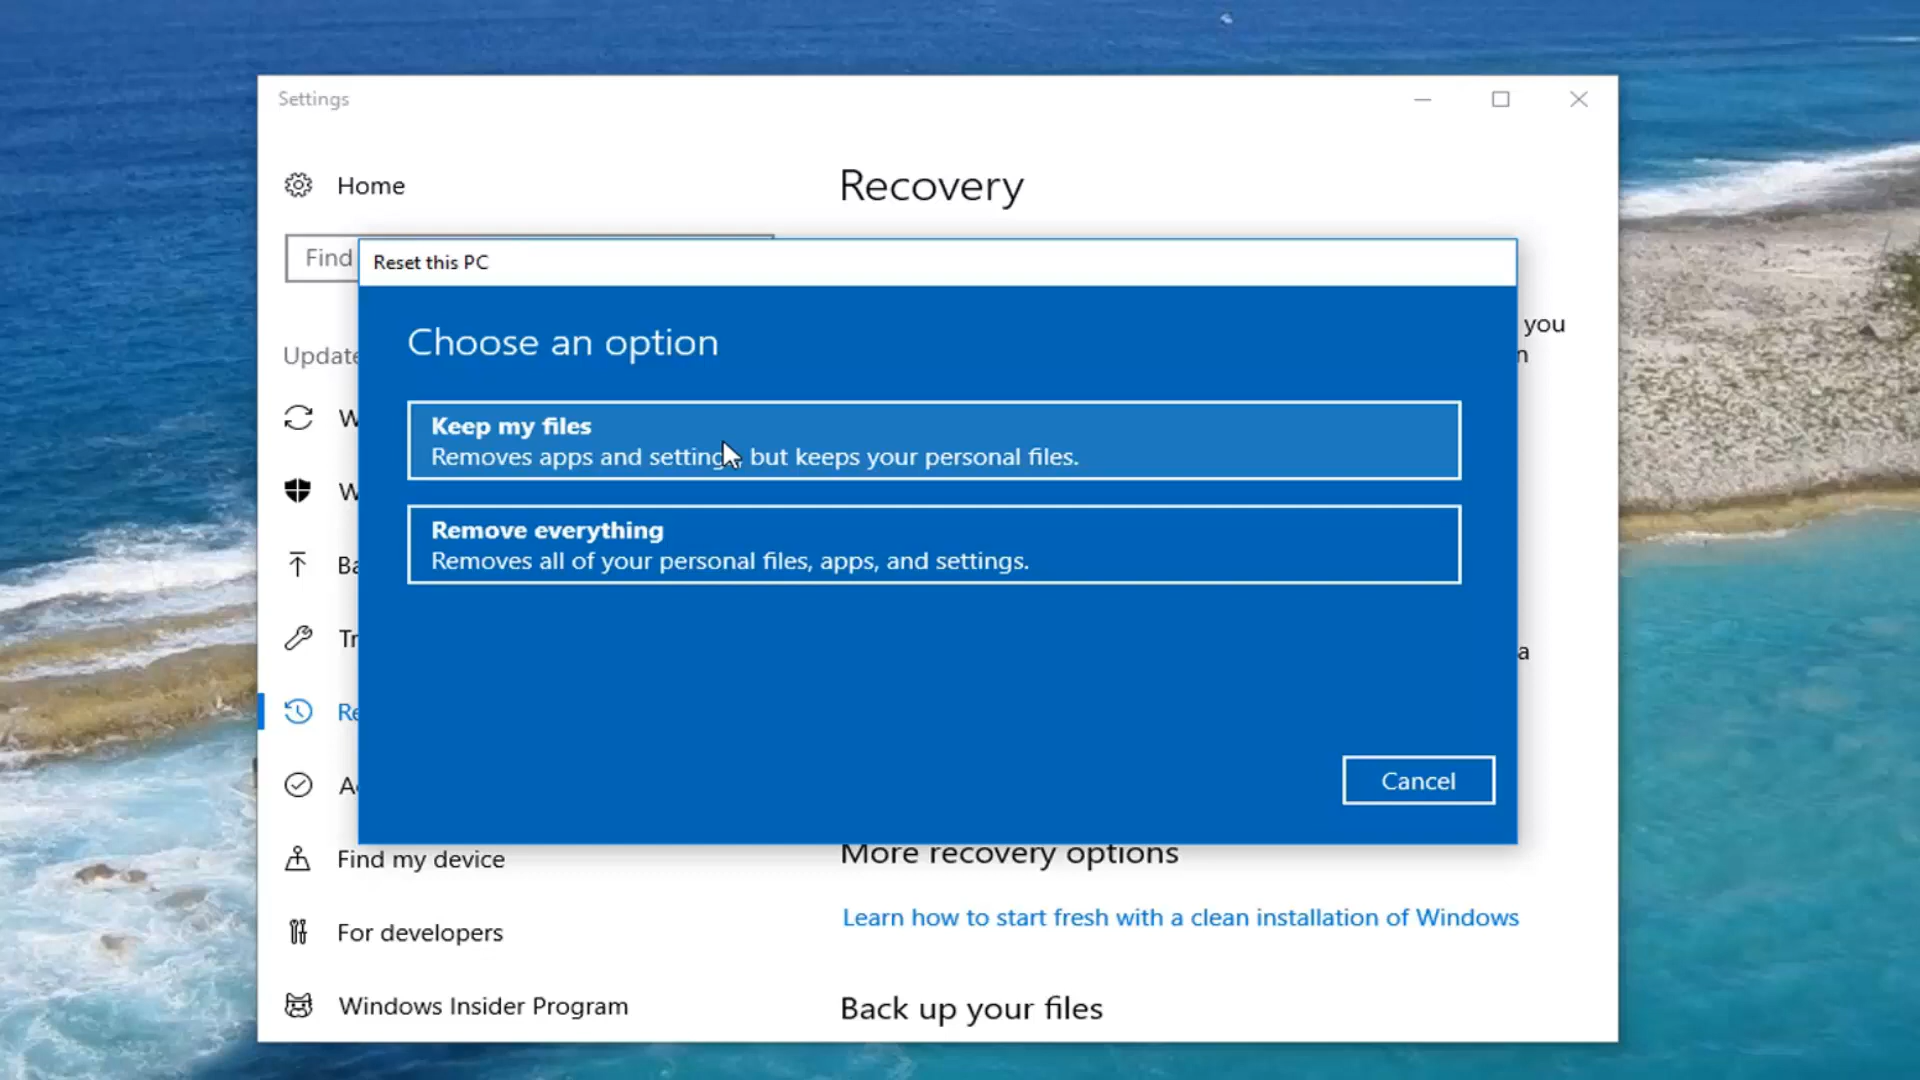 Settings
Home
Recovery
Find
Reset this PC
Choose an option
you
Update
Keep my files
Removes apps and setting but keeps your personal files.
Remove everything
Removes all of your personal files, apps, and settings.
Cancel
Find my device
More recovery options
Learn how to start fresh with a clean installation of Windows
For developers
Windows Insider Program
Back up your files